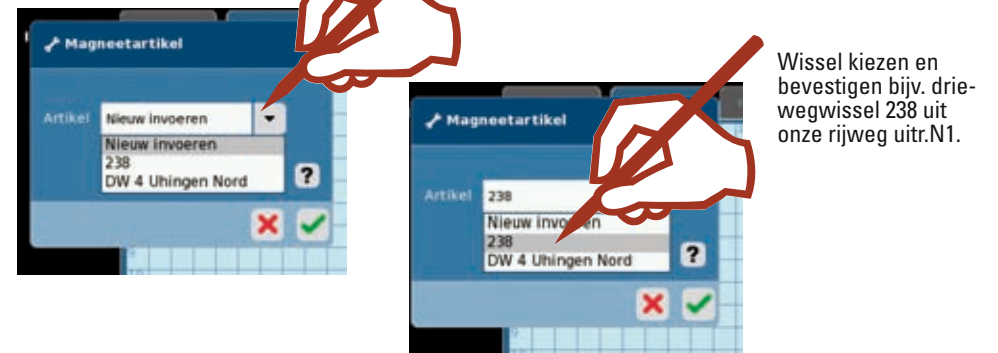 Magneetartikel
Artikel Nieuw invoeren
Nieuw invoeren
238
DW 4 Uhingen Nord
?
Magneetartikel
Artikel 238
Nieuw invoeren
238
DW 4 Uhingen Nord
?
Wissel kiezen en
bevestigen bijv. drie-
wegwissel 238 uit
onze rijweg uitr.N1.